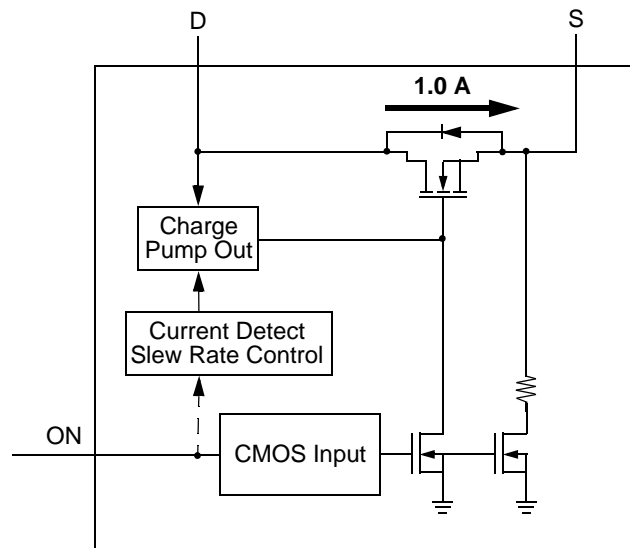 D
S
1.0 A
Charge
Pump Out
Current Detect
Slew Rate Control
ON
CMOS Input